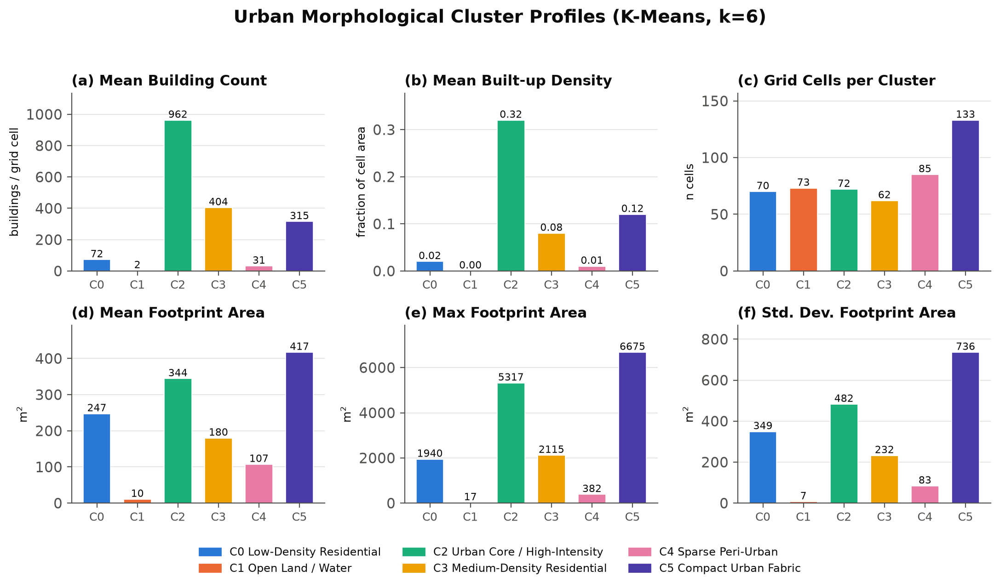 Urban Morphological Cluster Profiles (K-Means, k=6)
(a) Mean Building Count
buildings / grid cell
1000
800
600
400
200
0
72
2
962
404
31
315
C0 C1 C2 C3 C4 C5
(b) Mean Built-up Density
fraction of cell area
0.3
0.2
0.1
0.0
0.02
0.00
0.32
0.08
0.01
0.12
C0 C1 C2 C3 C4 C5
(c) Grid Cells per Cluster
n cells
150
100
50
0
70
73
72
62
85
133
C0 C1 C2 C3 C4 C5
(d) Mean Footprint Area
m²
400
300
200
100
0
247
10
344
180
107
417
C0 C1 C2 C3 C4 C5
(e) Max Footprint Area
m²
6000
4000
2000
0
1940
17
5317
2115
382
6675
C0 C1 C2 C3 C4 C5
(f) Std. Dev. Footprint Area
m²
800
600
400
200
0
349
7
482
232
83
736
C0 C1 C2 C3 C4 C5
C0 Low-Density Residential
C1 Open Land / Water
C2 Urban Core / High-Intensity
C3 Medium-Density Residential
C4 Sparse Peri-Urban
C5 Compact Urban Fabric